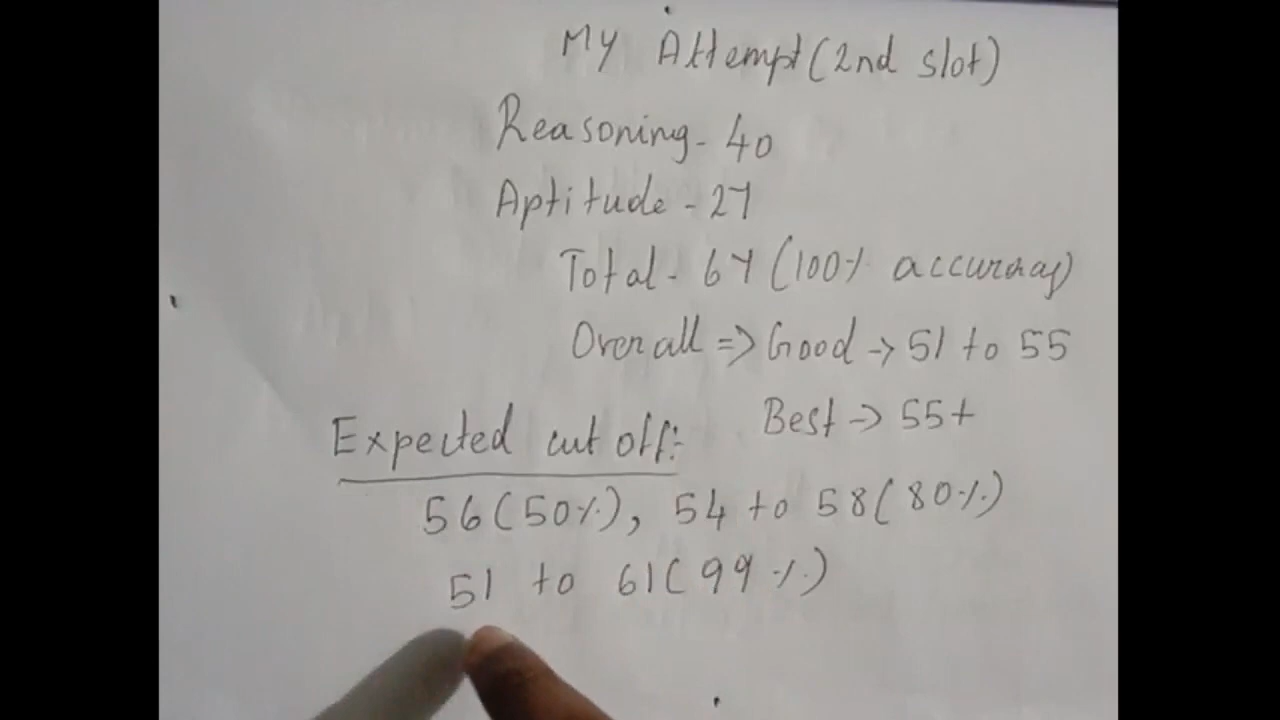 My Attempt (2nd slot)
Reasoning - 40
Aptitude - 27
Total - 67 (100% accuracy)
Overall => Good -> 51 to 55
Best -> 55+
Expected cut off:-
56 (50%), 54 to 58 (80%)
51 to 61 (99%)